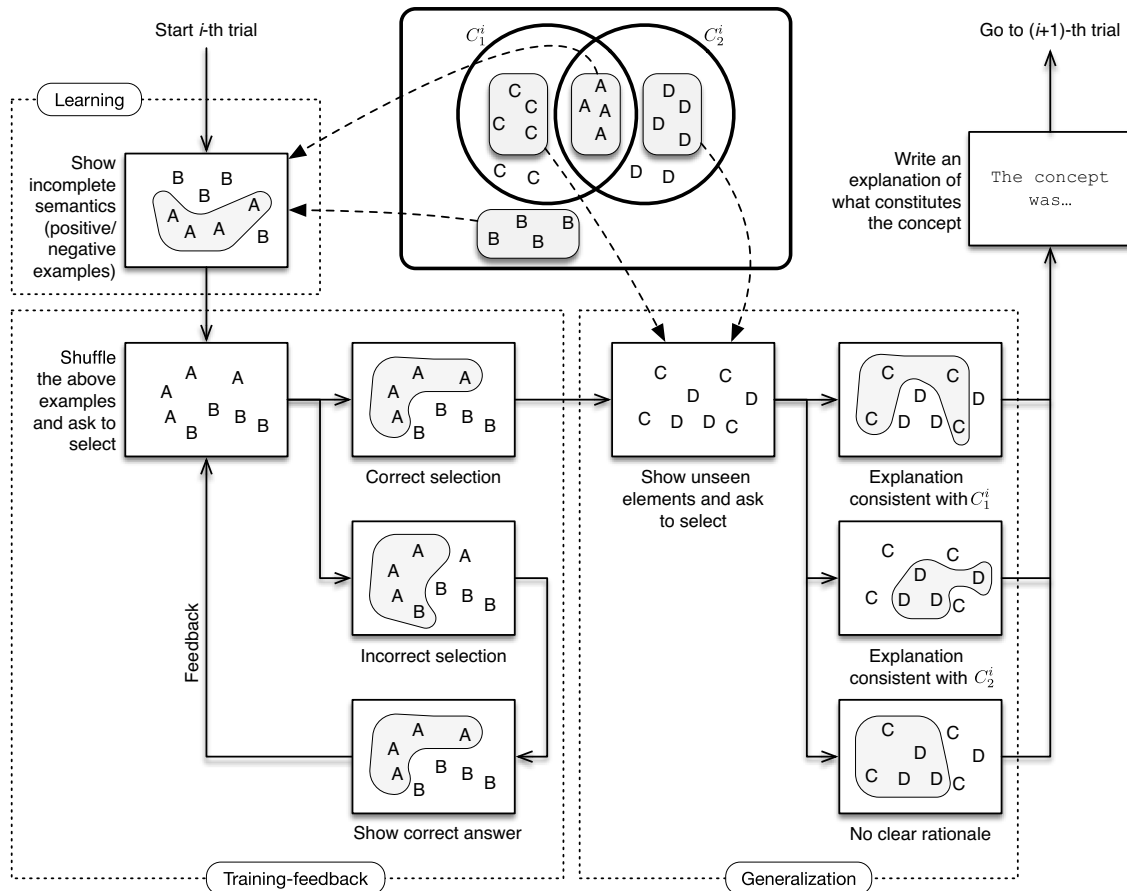 Start i-th trial
Learning
Show
incomplete
semantics
(positive/
negative
examples)
B B
B
A A
A A
B
C₁ⁱ C₂ⁱ
C
C
C
C
C C
A
A A
A
D
D
D
D
D D
B B
B B
Go to (i+1)-th trial
Write an
explanation of
what constitutes
the concept
The concept
was…
Shuffle
the above
examples
and ask to
select
A A
A
A B B
B B
A A
A
A B B B
B
Correct selection
A A
A
A B B B
B
Incorrect selection
A A
A
A B B B
B
Show correct answer
Feedback
Training-feedback
C C
D D
C D D C
Show unseen
elements and ask
to select
C C
D D
C D D C
Explanation
consistent with C₁ⁱ
C C
D D
C D D C
Explanation
consistent with C₂ⁱ
C C
D D
C D D C
No clear rationale
Generalization